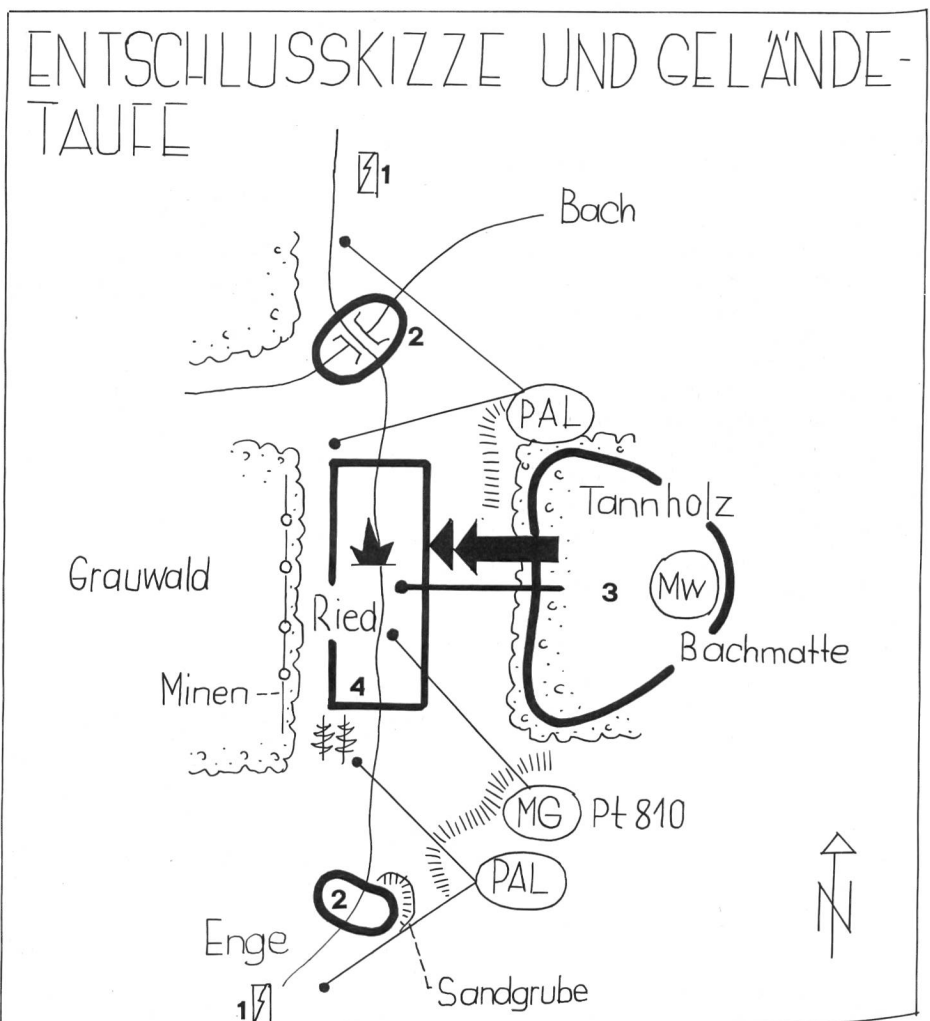 ENTSCHLUSSKIZZE UND GELÄNDE-
TAUFE
1
Bach
2
PAL
Tannholz
Grauwald
3
MW
Ried
Bachmatte
Minen
4
MG Pt 810
PAL
2
Enge
Sandgrube
1
N